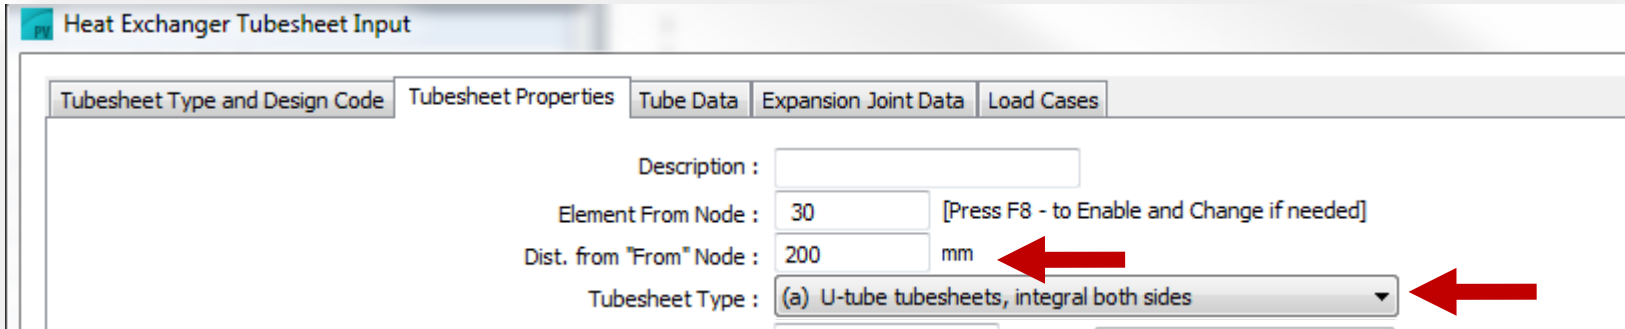 PV Heat Exchanger Tubesheet Input
Tubesheet Type and Design Code Tubesheet Properties Tube Data Expansion Joint Data Load Cases
Description :
Element From Node : 30 [Press F8 - to Enable and Change if needed]
Dist. from "From" Node : 200 mm
Tubesheet Type : (a) U-tube tubesheets, integral both sides